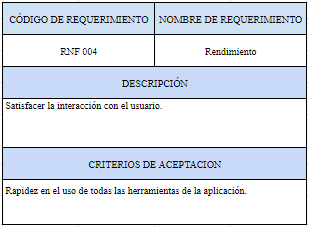 CÓDIGO DE REQUERIMIENTO NOMBRE DE REQUERIMIENTO
RNF 004 Rendimiento
DESCRIPCIÓN
Satisfacer la interacción con el usuario.
CRITERIOS DE ACEPTACION
Rapidez en el uso de todas las herramientas de la aplicación.